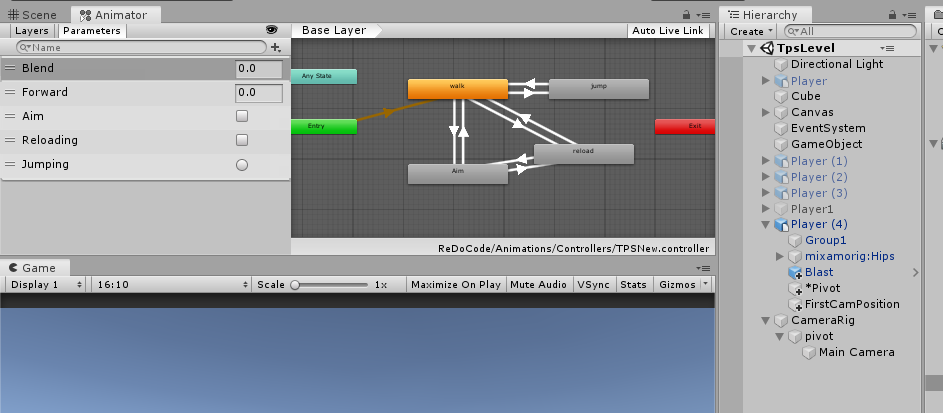 Scene Animator
Layers Parameters
Base Layer
Auto Live Link
Name
Blend 0.0
Forward 0.0
Aim
Reloading
Jumping
Any State
walk
jump
Entry
Exit
reload
Aim
ReDoCode/Animations/Controllers/TPSNew.controller
Game
Display 1 16:10 Scale 1x Maximize On Play Mute Audio VSync Stats Gizmos
Hierarchy
Create All
TpsLevel
Directional Light
Player
Cube
Canvas
EventSystem
GameObject
Player (1)
Player (2)
Player (3)
Player1
Player (4)
Group1
mixamorig:Hips
Blast
*Pivot
FirstCamPosition
CameraRig
pivot
Main Camera